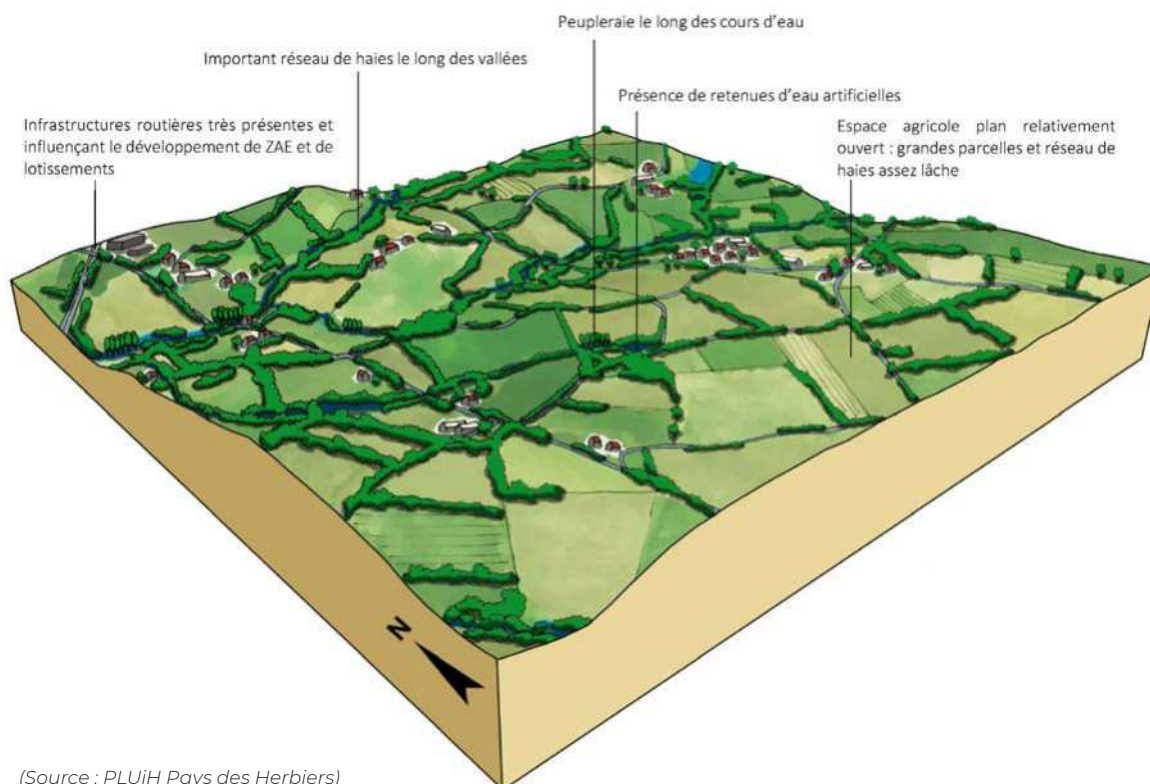 Peupleraie le long des cours d'eau
Important réseau de haies le long des vallées
Présence de retenues d'eau artificielles
Infrastructures routières très présentes et
influençant le développement de ZAE et de
lotissements
Espace agricole plan relativement
ouvert : grandes parcelles et réseau de
haies assez lâche
N
(Source : PLUiH Pays des Herbiers)